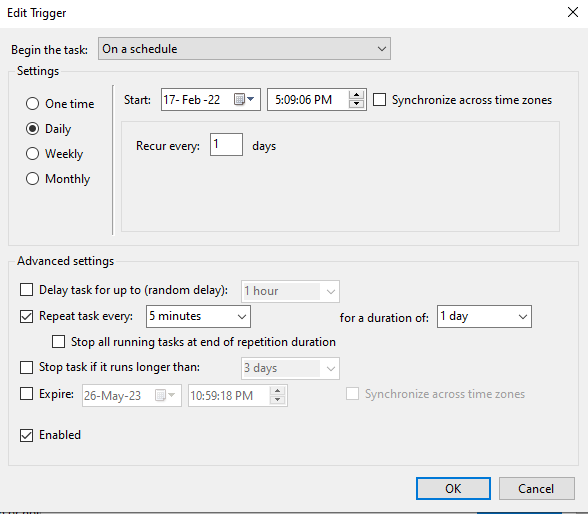 Edit Trigger
Begin the task: On a schedule
Settings
One time
Daily
Weekly
Monthly
Start: 17- Feb -22 5:09:06 PM Synchronize across time zones
Recur every: 1 days
Advanced settings
Delay task for up to (random delay): 1 hour
Repeat task every: 5 minutes for a duration of: 1 day
Stop all running tasks at end of repetition duration
Stop task if it runs longer than: 3 days
Expire: 26-May-23 10:59:18 PM Synchronize across time zones
Enabled
OK Cancel